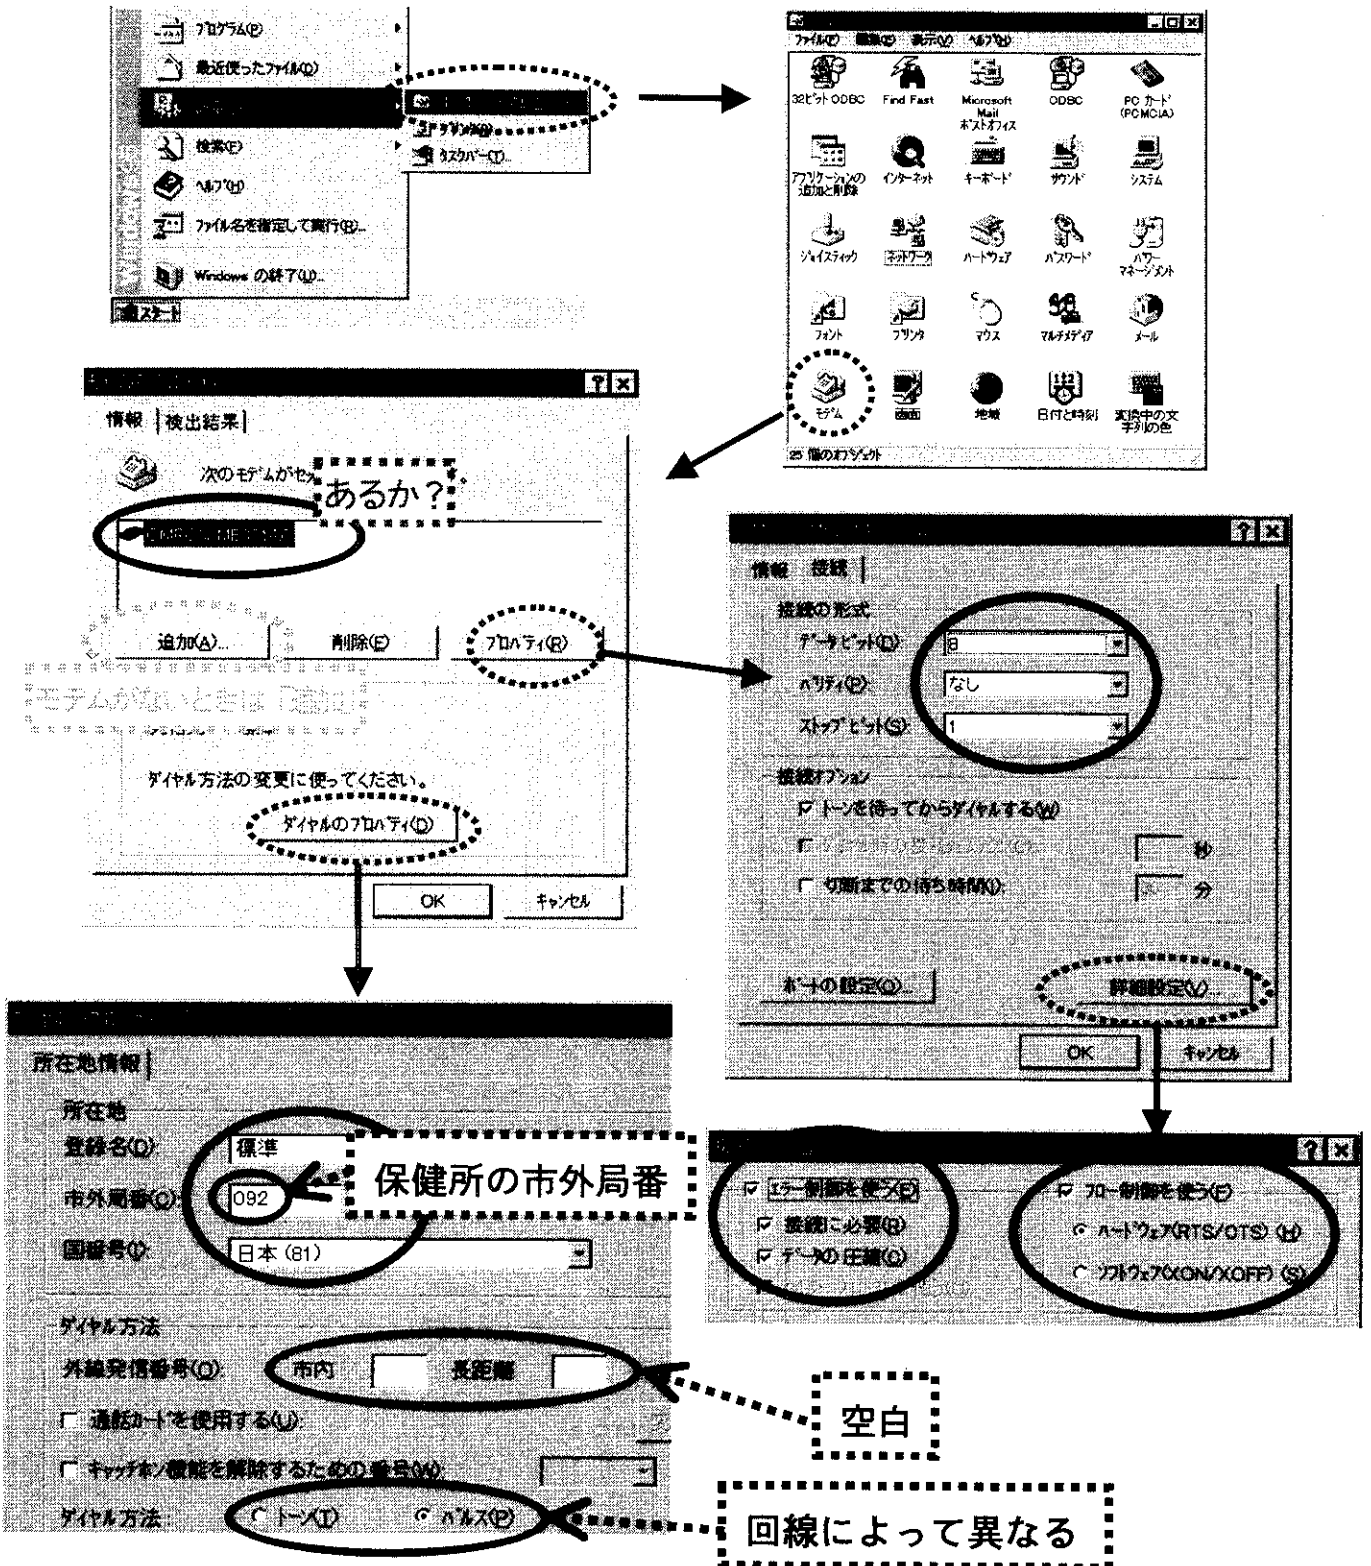 プログラム(P)
最近使ったファイル(D)
検索(F)
ヘルプ(H)
ファイル名を指定して実行(R)...
Windows の終了(U)...
スタート
プリンタ(P)
タスクバー(T)...
ファイル(F) 編集(E) 表示(V) ヘルプ(H)
32ビット ODBC
Find Fast
Microsoft
Mail
ポストオフィス
ODBC
PC カード
(PCMCIA)
アプリケーションの
追加と削除
インターネット
キーボード
サウンド
システム
ジョイスティック
ネットワーク
ハードウェア
パスワード
パワー
マネージメント
フォント
プリンタ
マウス
マルチメディア
メール
モデム
画面
地域
日付と時刻
変換中の文
字列の色
25 個のオブジェクト
情報 検出結果
次のモデムがセッ
あるか?
追加(A)...
削除(E)
プロパティ(R)
モデムがないときは「追加」
ダイヤル方法の変更に使ってください。
ダイヤルのプロパティ(D)
OK
キャンセル
情報 接続
接続の形式
データ ビット(D):
8
パリティ(P):
なし
ストップ ビット(S):
1
接続オプション
トーンを待ってからダイヤルする(W)
秒
切断までの待ち時間(I):
分
ポートの設定(O)...
詳細設定(V)...
OK
キャンセル
所在地情報
所在地
登録名(D):
標準
市外局番(C):
092
保健所の市外局番
国番号(I):
日本 (81)
ダイヤル方法
外線発信番号(O):
市内
長距離
空白
通話カードを使用する(U):
キャッチホン機能を解除するための番号(W):
ダイヤル方法:
トーン(T)
パルス(P)
回線によって異なる
エラー制御を使う(E)
接続に必要(R)
データの圧縮(C)
フロー制御を使う(F)
ハードウェア(RTS/CTS) (H)
ソフトウェア(XON/XOFF) (S)